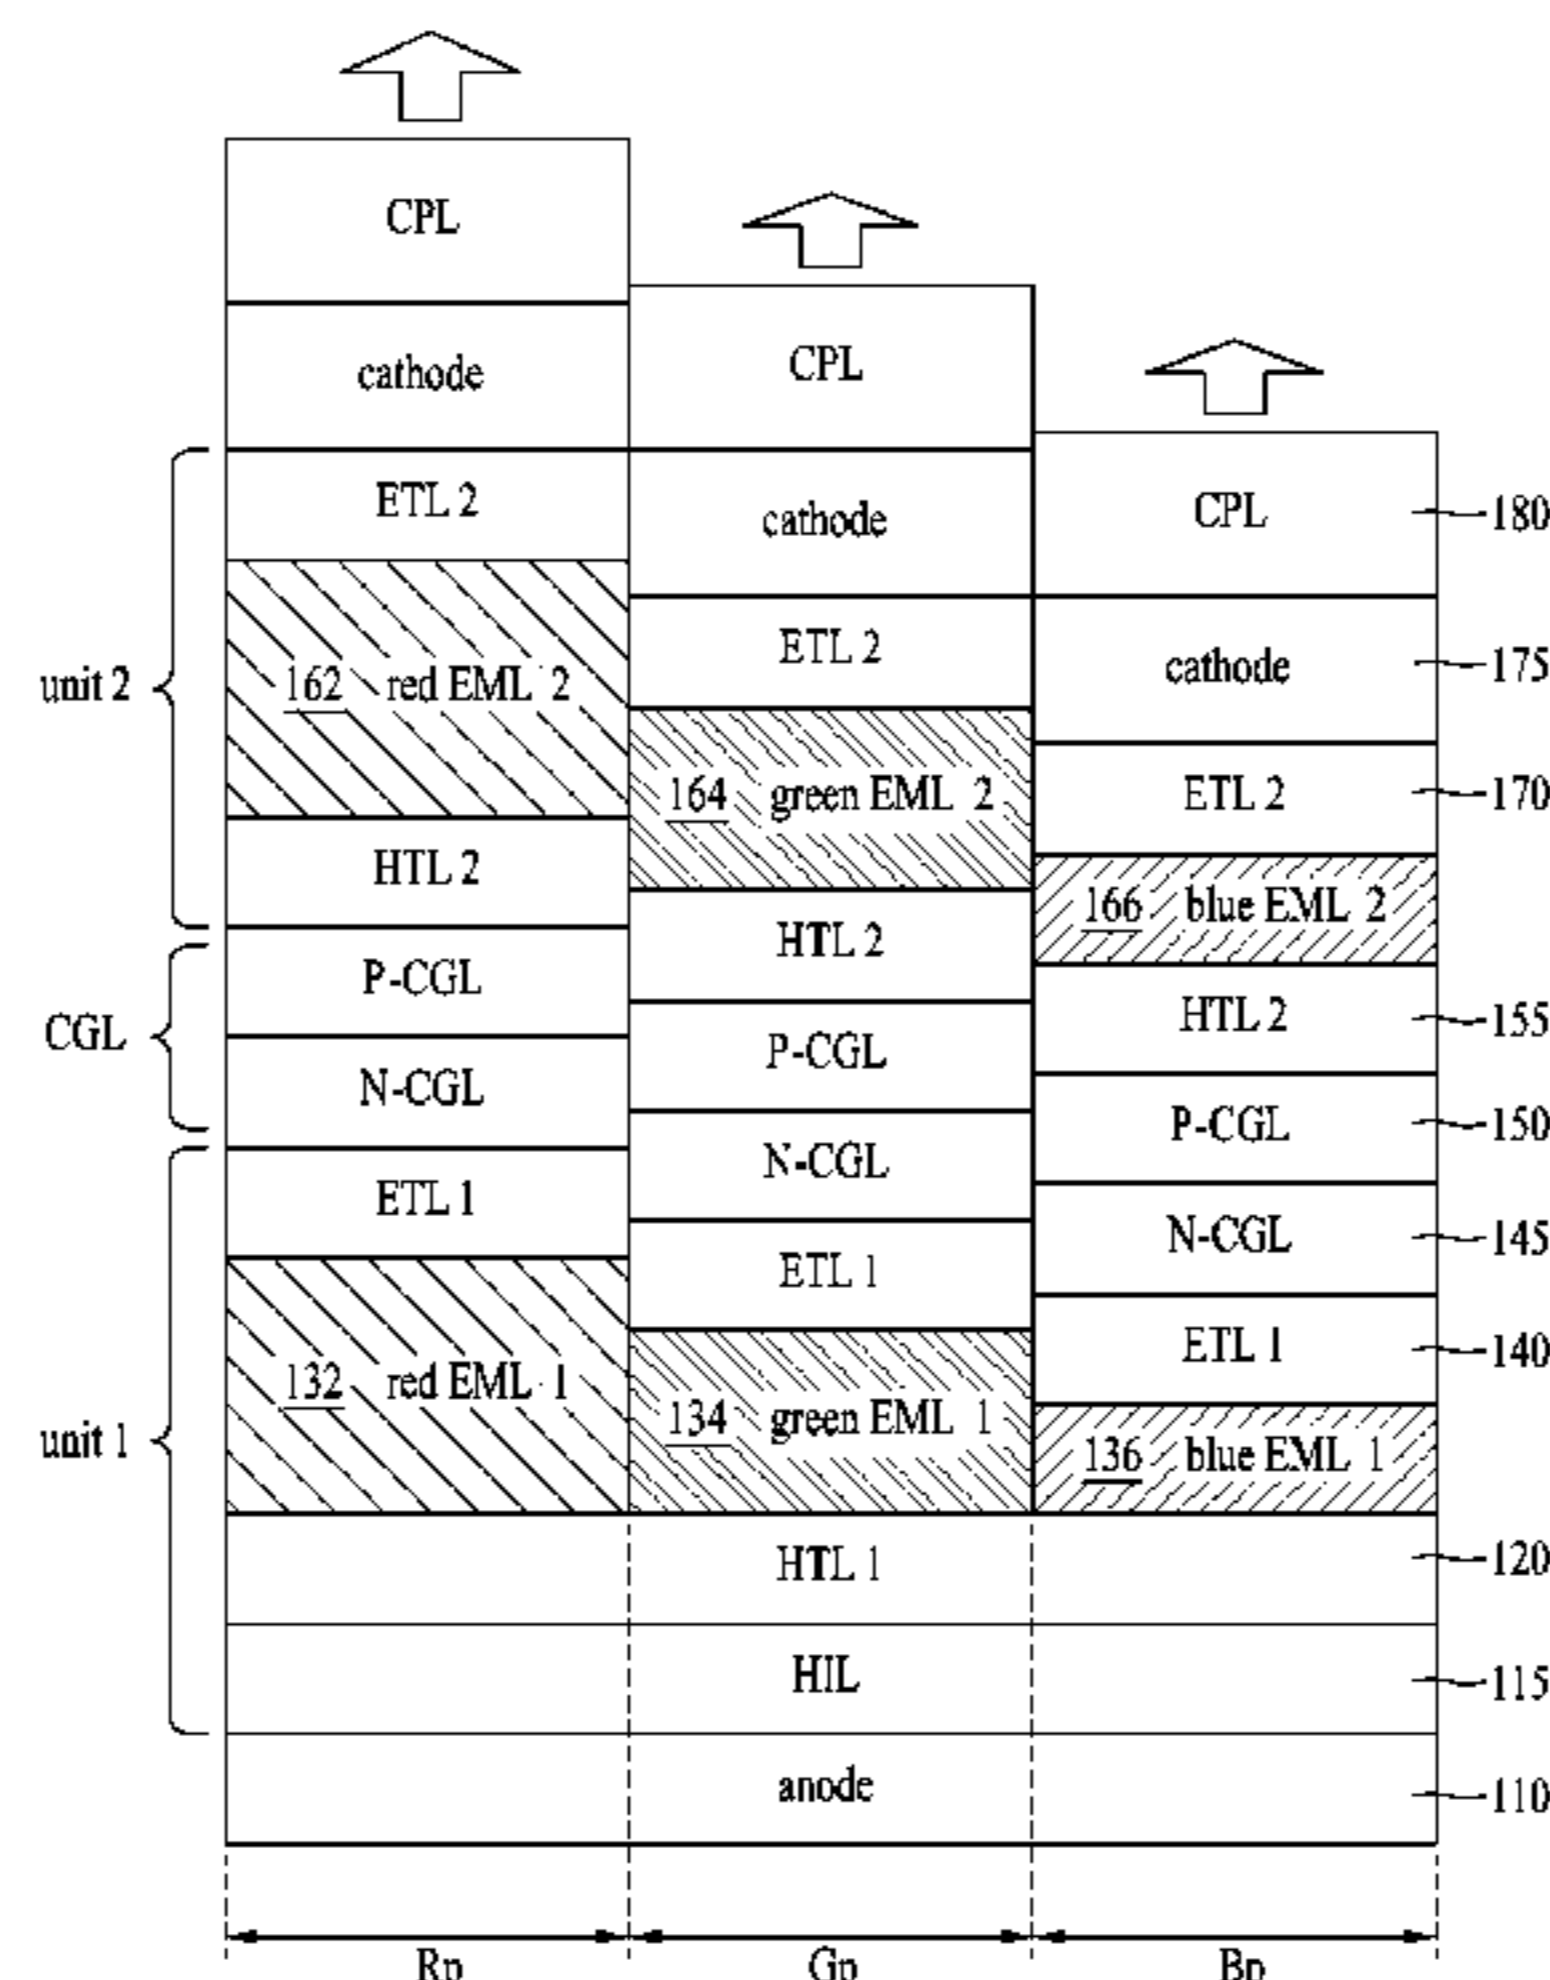 CPL
cathode
ETL 2
162 red EML 2
HTL 2
P-CGL
N-CGL
ETL 1
132 red EML 1
unit 2
CGL
unit 1
CPL
cathode
ETL 2
164 green EML 2
HTL 2
P-CGL
N-CGL
ETL 1
134 green EML 1
CPL 180
cathode 175
ETL 2 170
166 blue EML 2
HTL 2 155
P-CGL 150
N-CGL 145
ETL 1 140
136 blue EML 1
HTL 1 120
HIL 115
anode 110
Rp Gp Bp